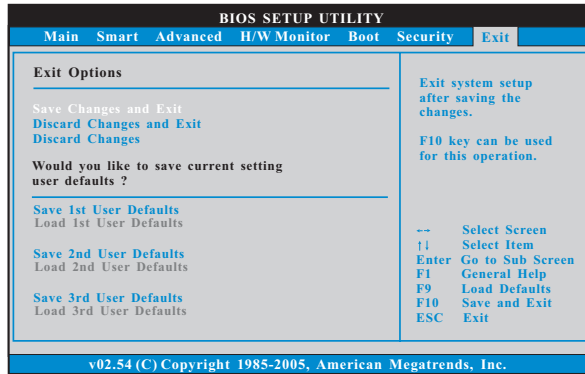 BIOS SETUP UTILITY
Main Smart Advanced H/W Monitor Boot Security Exit
Exit Options
Save Changes and Exit
Discard Changes and Exit
Discard Changes
Would you like to save current setting
user defaults ?
Save 1st User Defaults
Load 1st User Defaults
Save 2nd User Defaults
Load 2nd User Defaults
Save 3rd User Defaults
Load 3rd User Defaults
Exit system setup
after saving the
changes.
F10 key can be used
for this operation.
←→ Select Screen
↑↓ Select Item
Enter Go to Sub Screen
F1 General Help
F9 Load Defaults
F10 Save and Exit
ESC Exit
v02.54 (C) Copyright 1985-2005, American Megatrends, Inc.